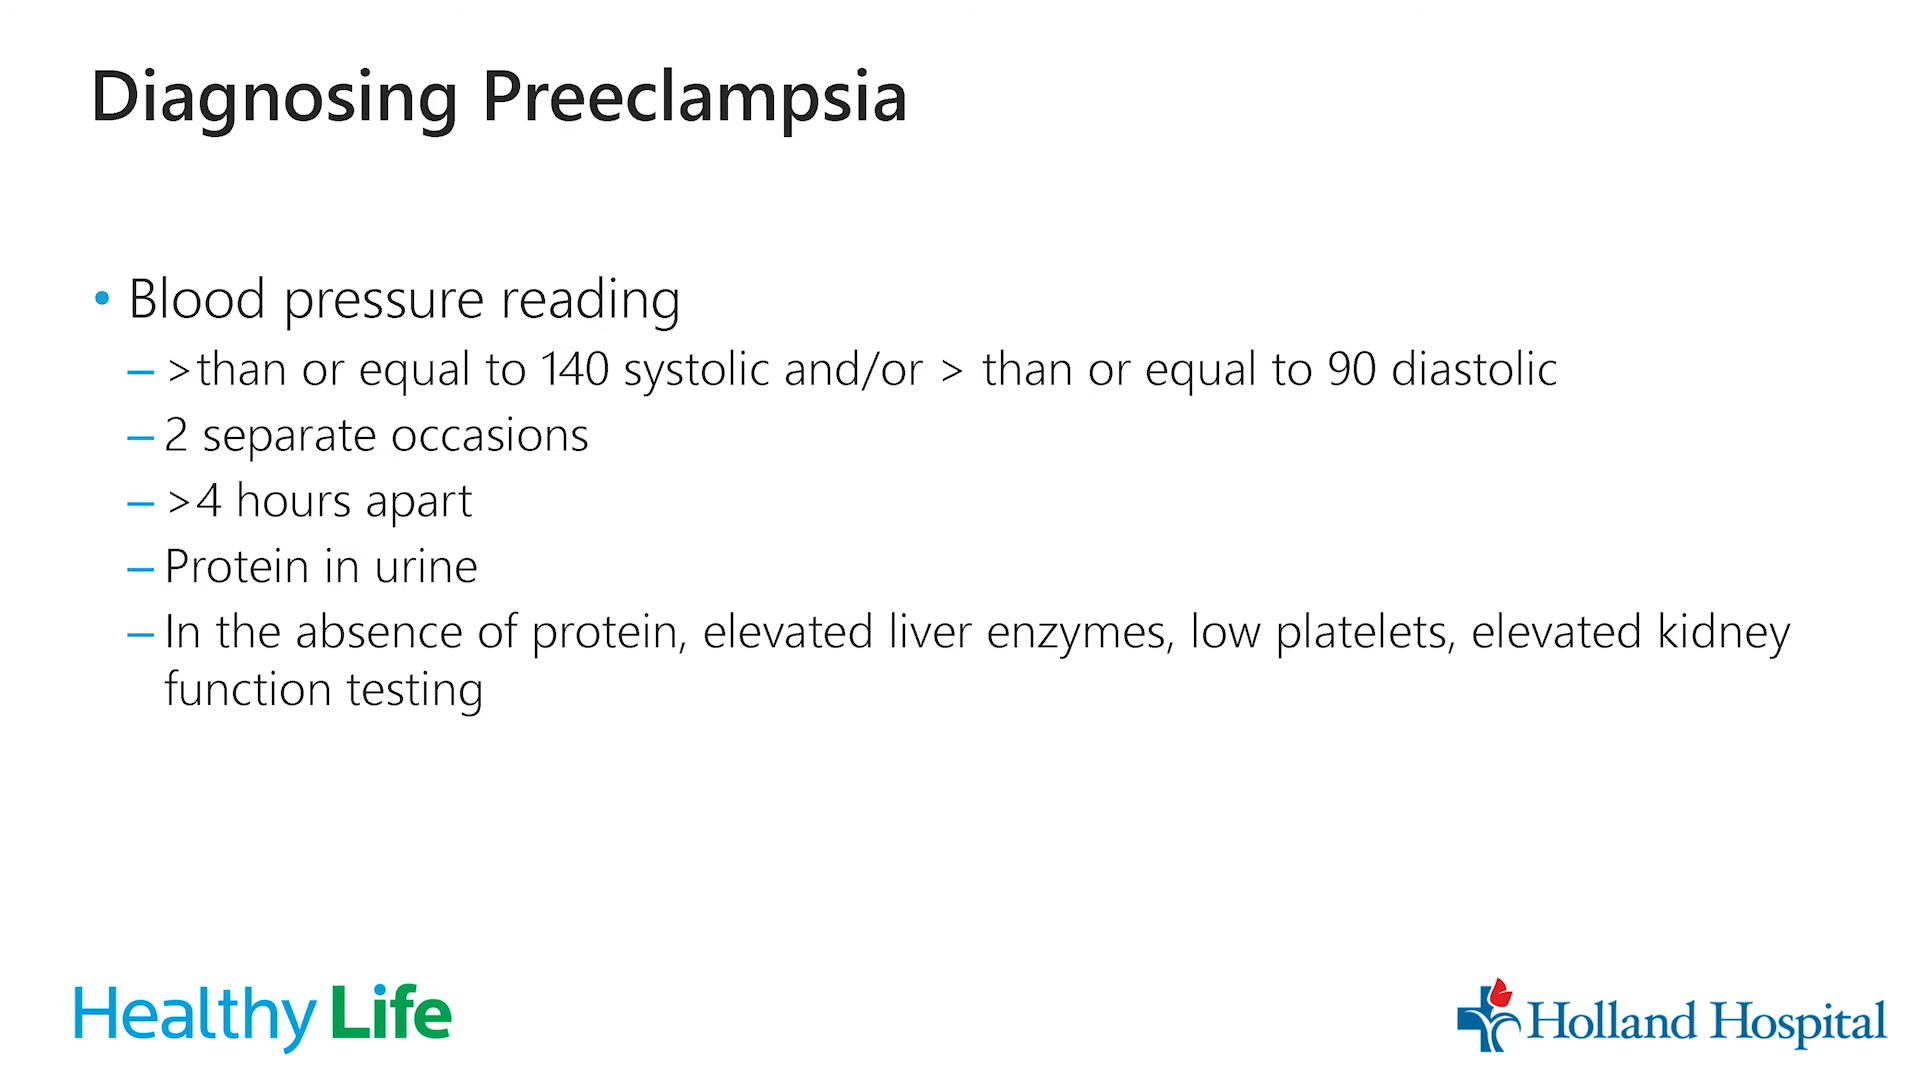 Diagnosing Preeclampsia
• Blood pressure reading
– >than or equal to 140 systolic and/or > than or equal to 90 diastolic
– 2 separate occasions
– >4 hours apart
– Protein in urine
– In the absence of protein, elevated liver enzymes, low platelets, elevated kidney
function testing
Healthy Life
Holland Hospital